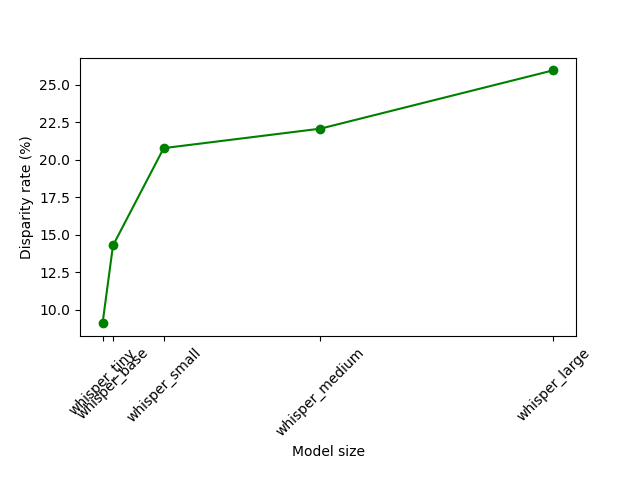 Disparity rate (%)
25.0
22.5
20.0
17.5
15.0
12.5
10.0
whisper_tiny
whisper_base
whisper_small
whisper_medium
whisper_large
Model size